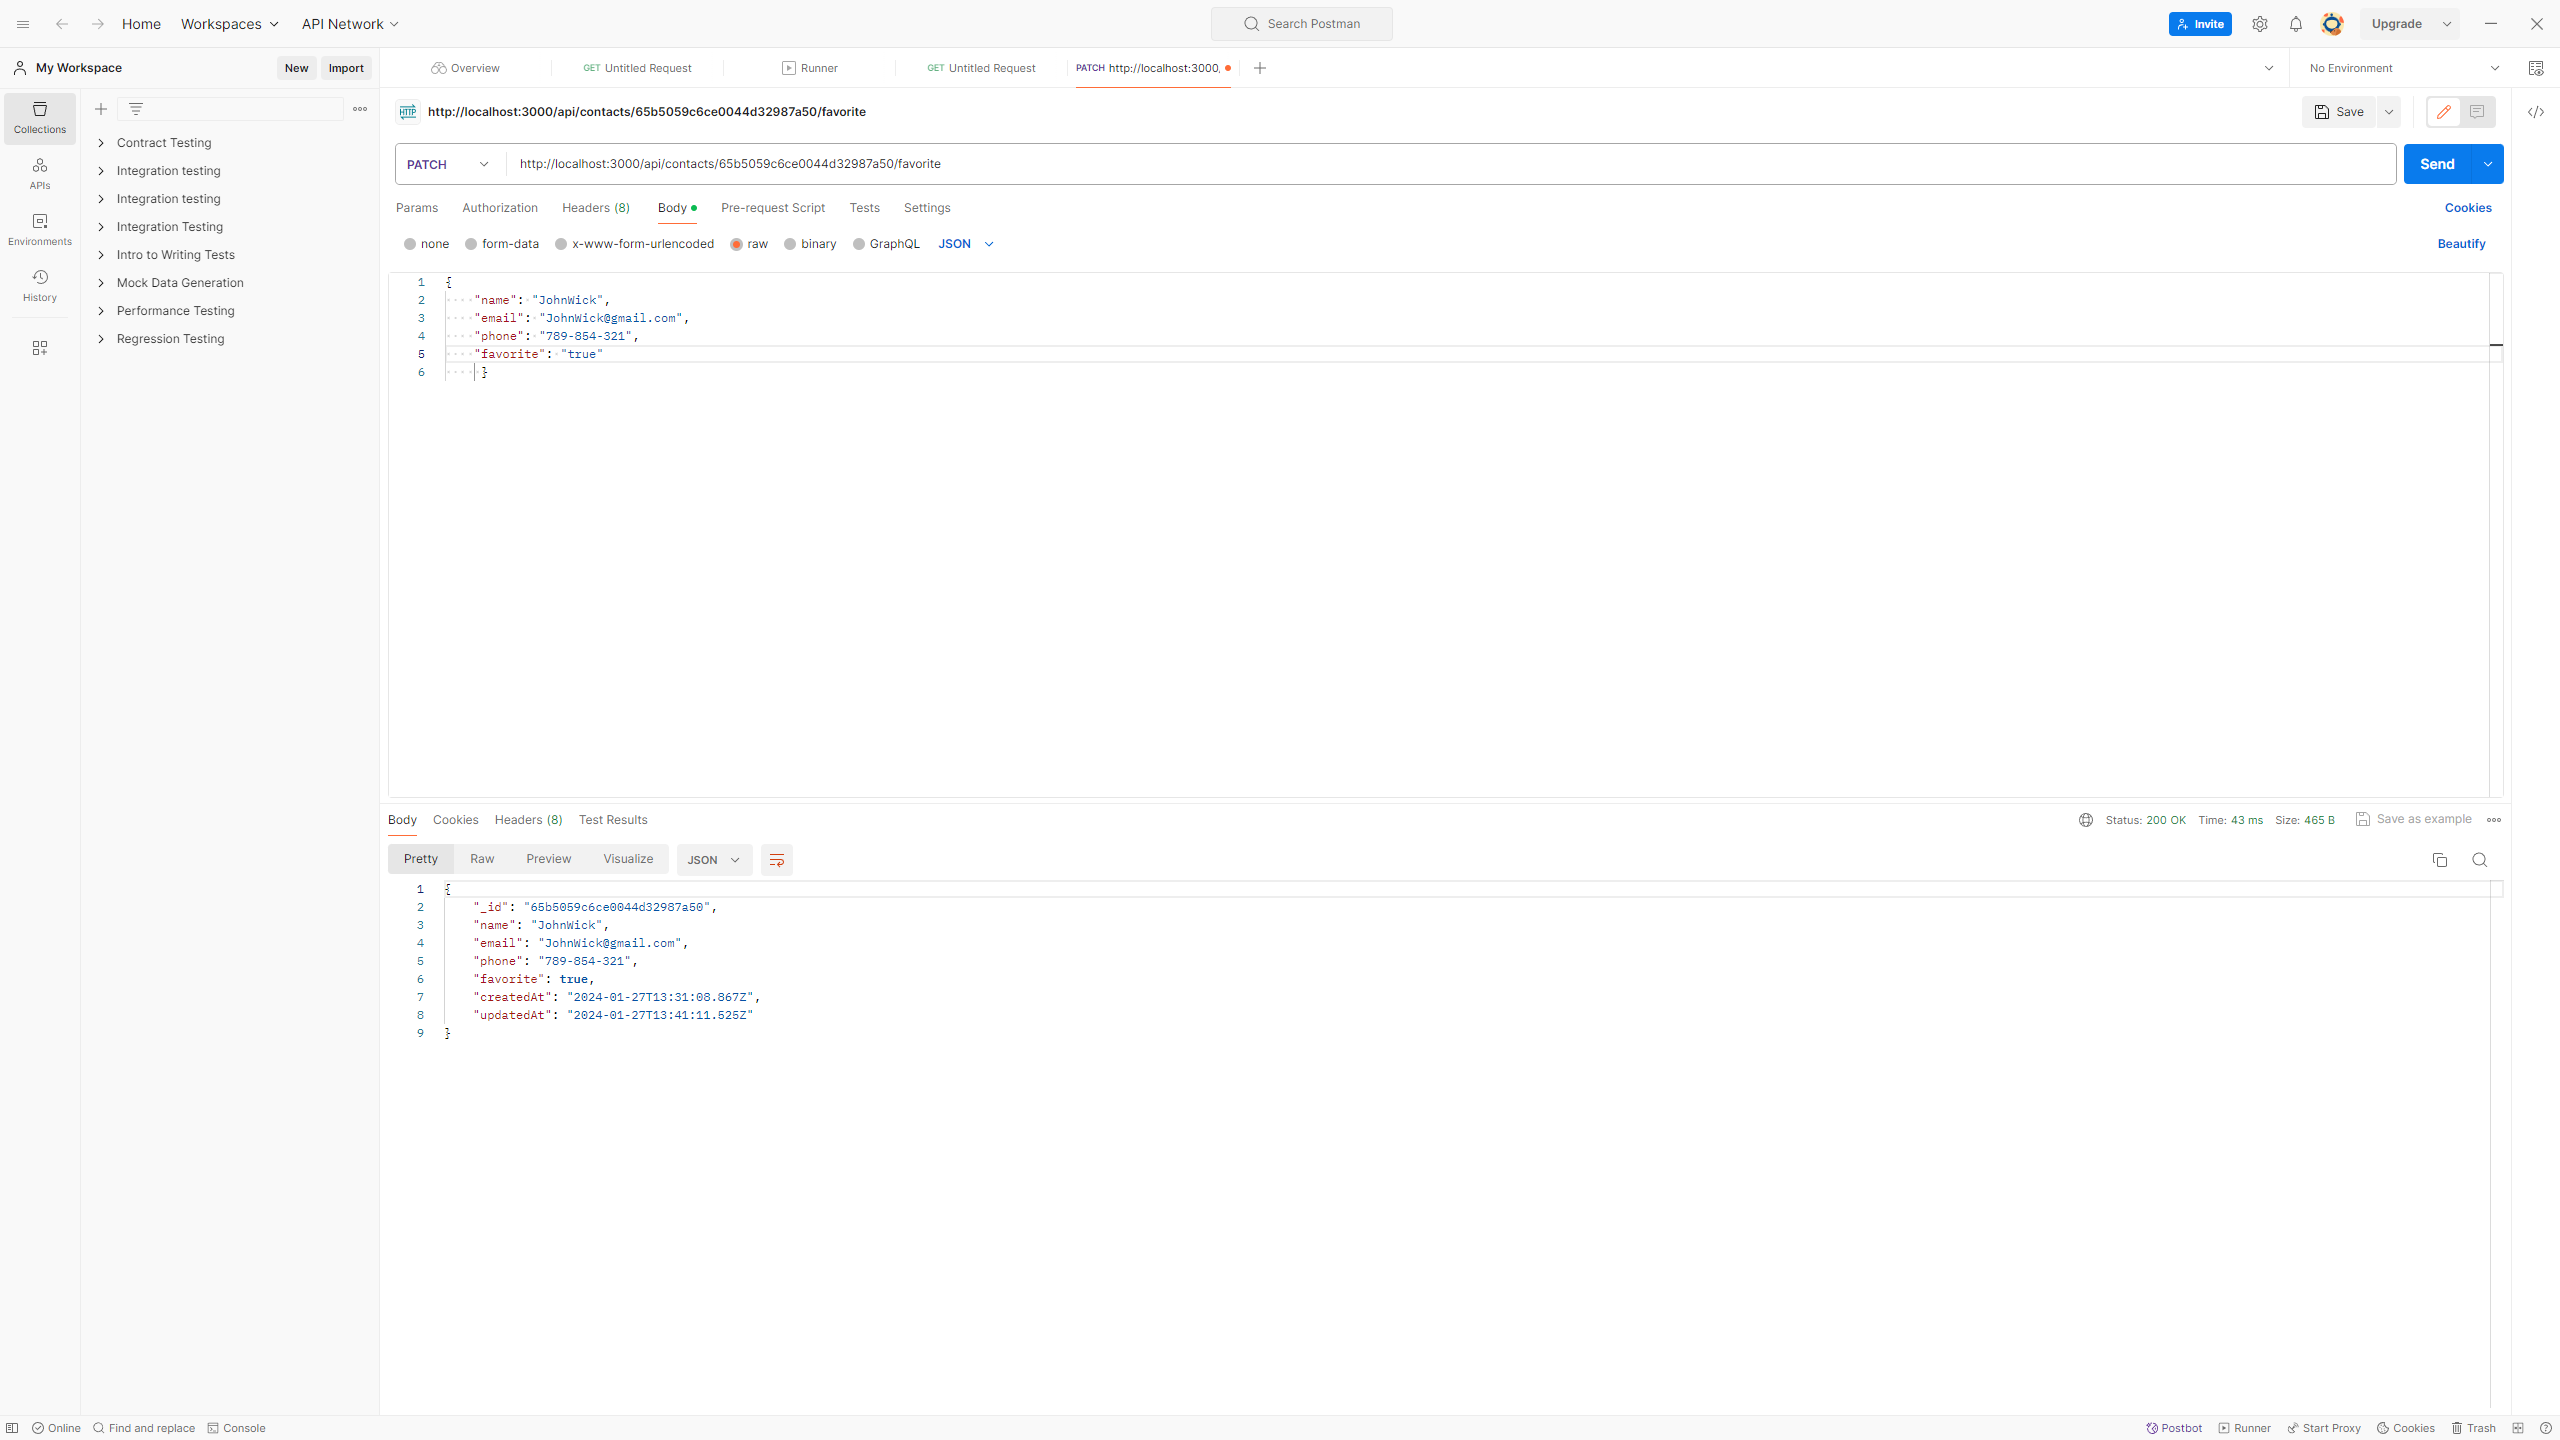 Home Workspaces API Network Search Postman Invite Upgrade
My Workspace New Import Overview GET Untitled Request Runner GET Untitled Request PATCH http://localhost:3000, No Environment
http://localhost:3000/api/contacts/65b5059c6ce0044d32987a50/favorite Save
PATCH http://localhost:3000/api/contacts/65b5059c6ce0044d32987a50/favorite Send
Params Authorization Headers (8) Body Pre-request Script Tests Settings Cookies
none form-data x-www-form-urlencoded raw binary GraphQL JSON Beautify
Collections
APIs
Environments
History
Contract Testing
Integration testing
Integration testing
Integration Testing
Intro to Writing Tests
Mock Data Generation
Performance Testing
Regression Testing
1 {
2 "name": "JohnWick",
3 "email": "JohnWick@gmail.com",
4 "phone": "789-854-321",
5 "favorite": "true"
6 }
Body Cookies Headers (8) Test Results Status: 200 OK Time: 43 ms Size: 465 B Save as example
Pretty Raw Preview Visualize JSON
1 {
2 "_id": "65b5059c6ce0044d32987a50",
3 "name": "JohnWick",
4 "email": "JohnWick@gmail.com",
5 "phone": "789-854-321",
6 "favorite": true,
7 "createdAt": "2024-01-27T13:31:08.867Z",
8 "updatedAt": "2024-01-27T13:41:11.525Z"
9 }
Online Find and replace Console Postbot Runner Start Proxy Cookies Trash